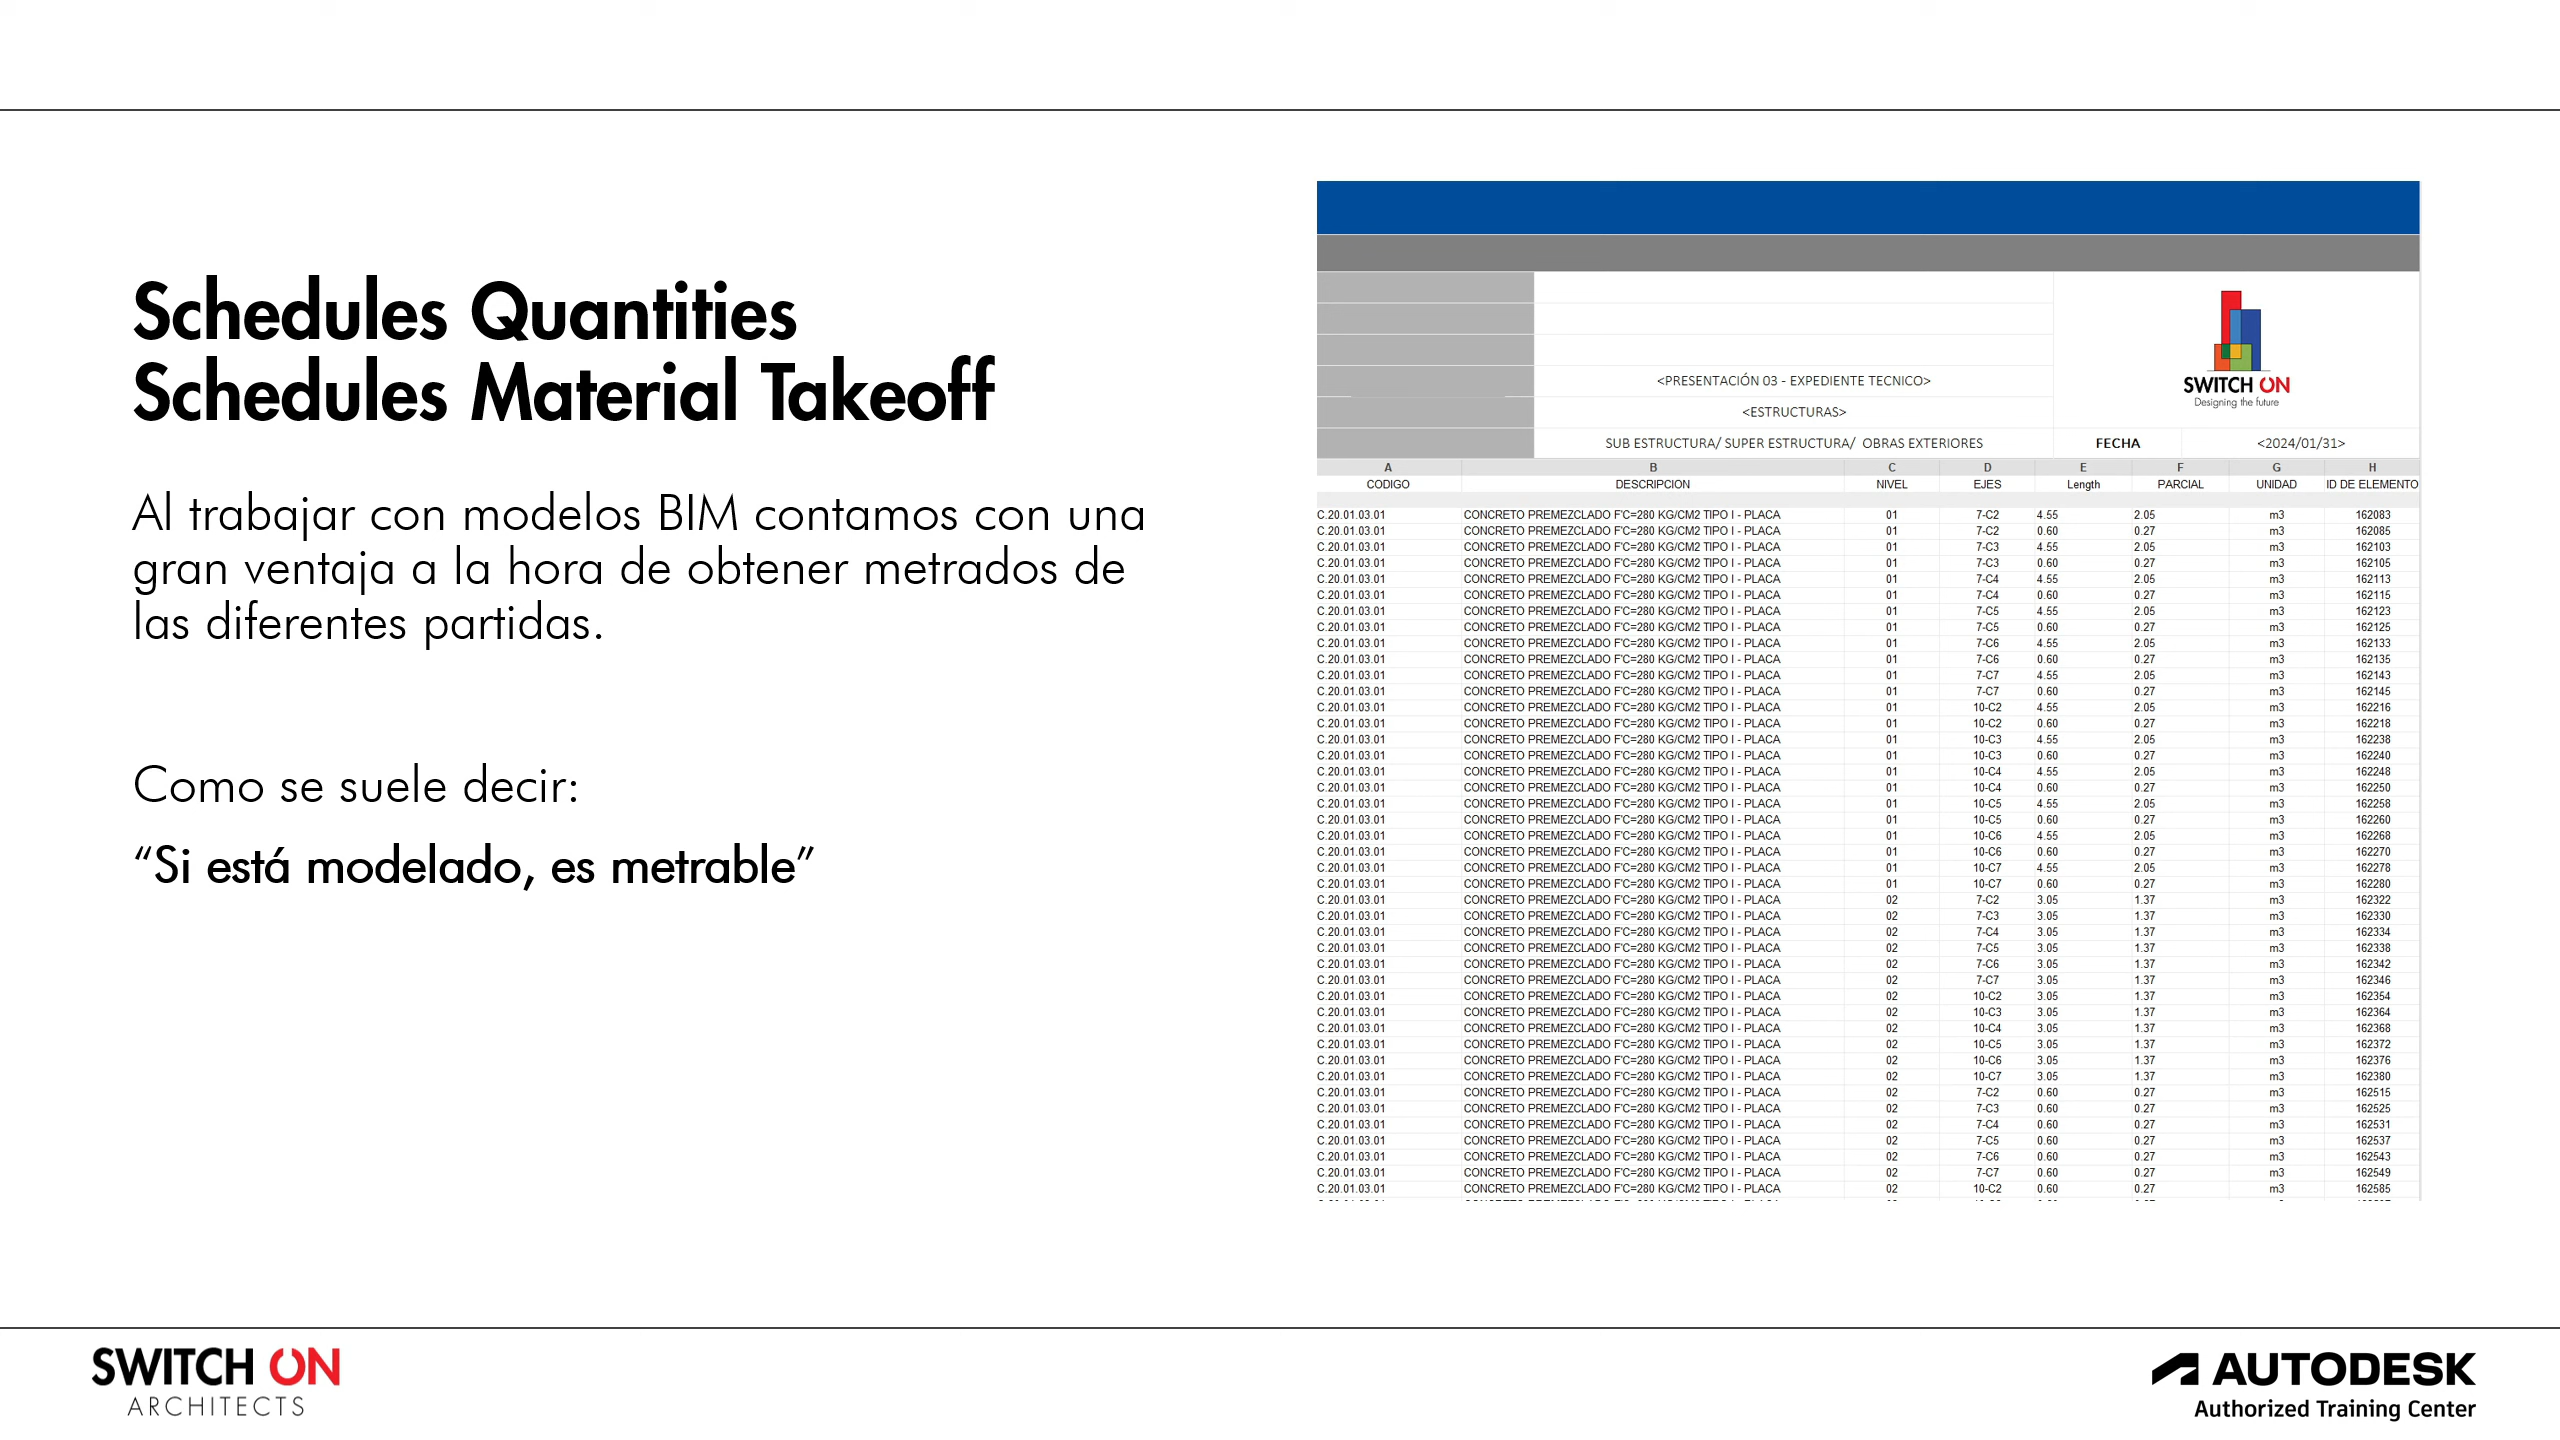 Schedules Quantities
Schedules Material Takeoff
Al trabajar con modelos BIM contamos con una
gran ventaja a la hora de obtener metrados de
las diferentes partidas.
Como se suele decir:
“Si está modelado, es metrable”
<PRESENTACIÓN 03 - EXPEDIENTE TECNICO>
<ESTRUCTURAS>
SUB ESTRUCTURA/ SUPER ESTRUCTURA/ OBRAS EXTERIORES
SWITCH ON
Designing the future
FECHA <2024/01/31>
A B C D E F G H
CODIGO DESCRIPCION NIVEL EJES Length PARCIAL UNIDAD ID DE ELEMENTO
C.20.01.03.01 CONCRETO PREMEZCLADO F'C=280 KG/CM2 TIPO I - PLACA 01 7-C2 4.55 2.05 m3 162083
C.20.01.03.01 CONCRETO PREMEZCLADO F'C=280 KG/CM2 TIPO I - PLACA 01 7-C2 0.60 0.27 m3 162085
C.20.01.03.01 CONCRETO PREMEZCLADO F'C=280 KG/CM2 TIPO I - PLACA 01 7-C3 4.55 2.05 m3 162103
C.20.01.03.01 CONCRETO PREMEZCLADO F'C=280 KG/CM2 TIPO I - PLACA 01 7-C3 0.60 0.27 m3 162105
C.20.01.03.01 CONCRETO PREMEZCLADO F'C=280 KG/CM2 TIPO I - PLACA 01 7-C4 4.55 2.05 m3 162113
C.20.01.03.01 CONCRETO PREMEZCLADO F'C=280 KG/CM2 TIPO I - PLACA 01 7-C4 0.60 0.27 m3 162115
C.20.01.03.01 CONCRETO PREMEZCLADO F'C=280 KG/CM2 TIPO I - PLACA 01 7-C5 4.55 2.05 m3 162123
C.20.01.03.01 CONCRETO PREMEZCLADO F'C=280 KG/CM2 TIPO I - PLACA 01 7-C5 0.60 0.27 m3 162125
C.20.01.03.01 CONCRETO PREMEZCLADO F'C=280 KG/CM2 TIPO I - PLACA 01 7-C6 4.55 2.05 m3 162133
C.20.01.03.01 CONCRETO PREMEZCLADO F'C=280 KG/CM2 TIPO I - PLACA 01 7-C6 0.60 0.27 m3 162135
C.20.01.03.01 CONCRETO PREMEZCLADO F'C=280 KG/CM2 TIPO I - PLACA 01 7-C7 4.55 2.05 m3 162143
C.20.01.03.01 CONCRETO PREMEZCLADO F'C=280 KG/CM2 TIPO I - PLACA 01 7-C7 0.60 0.27 m3 162145
C.20.01.03.01 CONCRETO PREMEZCLADO F'C=280 KG/CM2 TIPO I - PLACA 01 10-C2 4.55 2.05 m3 162216
C.20.01.03.01 CONCRETO PREMEZCLADO F'C=280 KG/CM2 TIPO I - PLACA 01 10-C2 0.60 0.27 m3 162218
C.20.01.03.01 CONCRETO PREMEZCLADO F'C=280 KG/CM2 TIPO I - PLACA 01 10-C3 4.55 2.05 m3 162238
C.20.01.03.01 CONCRETO PREMEZCLADO F'C=280 KG/CM2 TIPO I - PLACA 01 10-C3 0.60 0.27 m3 162240
C.20.01.03.01 CONCRETO PREMEZCLADO F'C=280 KG/CM2 TIPO I - PLACA 01 10-C4 4.55 2.05 m3 162248
C.20.01.03.01 CONCRETO PREMEZCLADO F'C=280 KG/CM2 TIPO I - PLACA 01 10-C4 0.60 0.27 m3 162250
C.20.01.03.01 CONCRETO PREMEZCLADO F'C=280 KG/CM2 TIPO I - PLACA 01 10-C5 4.55 2.05 m3 162258
C.20.01.03.01 CONCRETO PREMEZCLADO F'C=280 KG/CM2 TIPO I - PLACA 01 10-C5 0.60 0.27 m3 162260
C.20.01.03.01 CONCRETO PREMEZCLADO F'C=280 KG/CM2 TIPO I - PLACA 01 10-C6 4.55 2.05 m3 162268
C.20.01.03.01 CONCRETO PREMEZCLADO F'C=280 KG/CM2 TIPO I - PLACA 01 10-C6 0.60 0.27 m3 162270
C.20.01.03.01 CONCRETO PREMEZCLADO F'C=280 KG/CM2 TIPO I - PLACA 01 10-C7 4.55 2.05 m3 162278
C.20.01.03.01 CONCRETO PREMEZCLADO F'C=280 KG/CM2 TIPO I - PLACA 01 10-C7 0.60 0.27 m3 162280
C.20.01.03.01 CONCRETO PREMEZCLADO F'C=280 KG/CM2 TIPO I - PLACA 02 7-C2 3.05 1.37 m3 162322
C.20.01.03.01 CONCRETO PREMEZCLADO F'C=280 KG/CM2 TIPO I - PLACA 02 7-C3 3.05 1.37 m3 162330
C.20.01.03.01 CONCRETO PREMEZCLADO F'C=280 KG/CM2 TIPO I - PLACA 02 7-C4 3.05 1.37 m3 162334
C.20.01.03.01 CONCRETO PREMEZCLADO F'C=280 KG/CM2 TIPO I - PLACA 02 7-C5 3.05 1.37 m3 162338
C.20.01.03.01 CONCRETO PREMEZCLADO F'C=280 KG/CM2 TIPO I - PLACA 02 7-C6 3.05 1.37 m3 162342
C.20.01.03.01 CONCRETO PREMEZCLADO F'C=280 KG/CM2 TIPO I - PLACA 02 7-C7 3.05 1.37 m3 162346
C.20.01.03.01 CONCRETO PREMEZCLADO F'C=280 KG/CM2 TIPO I - PLACA 02 10-C2 3.05 1.37 m3 162354
C.20.01.03.01 CONCRETO PREMEZCLADO F'C=280 KG/CM2 TIPO I - PLACA 02 10-C3 3.05 1.37 m3 162364
C.20.01.03.01 CONCRETO PREMEZCLADO F'C=280 KG/CM2 TIPO I - PLACA 02 10-C4 3.05 1.37 m3 162368
C.20.01.03.01 CONCRETO PREMEZCLADO F'C=280 KG/CM2 TIPO I - PLACA 02 10-C5 3.05 1.37 m3 162372
C.20.01.03.01 CONCRETO PREMEZCLADO F'C=280 KG/CM2 TIPO I - PLACA 02 10-C6 3.05 1.37 m3 162376
C.20.01.03.01 CONCRETO PREMEZCLADO F'C=280 KG/CM2 TIPO I - PLACA 02 10-C7 3.05 1.37 m3 162380
C.20.01.03.01 CONCRETO PREMEZCLADO F'C=280 KG/CM2 TIPO I - PLACA 02 7-C2 0.60 0.27 m3 162515
C.20.01.03.01 CONCRETO PREMEZCLADO F'C=280 KG/CM2 TIPO I - PLACA 02 7-C3 0.60 0.27 m3 162525
C.20.01.03.01 CONCRETO PREMEZCLADO F'C=280 KG/CM2 TIPO I - PLACA 02 7-C4 0.60 0.27 m3 162531
C.20.01.03.01 CONCRETO PREMEZCLADO F'C=280 KG/CM2 TIPO I - PLACA 02 7-C5 0.60 0.27 m3 162537
C.20.01.03.01 CONCRETO PREMEZCLADO F'C=280 KG/CM2 TIPO I - PLACA 02 7-C6 0.60 0.27 m3 162543
C.20.01.03.01 CONCRETO PREMEZCLADO F'C=280 KG/CM2 TIPO I - PLACA 02 7-C7 0.60 0.27 m3 162549
C.20.01.03.01 CONCRETO PREMEZCLADO F'C=280 KG/CM2 TIPO I - PLACA 02 10-C2 0.60 0.27 m3 162585
SWITCH ON
ARCHITECTS
AUTODESK
Authorized Training Center